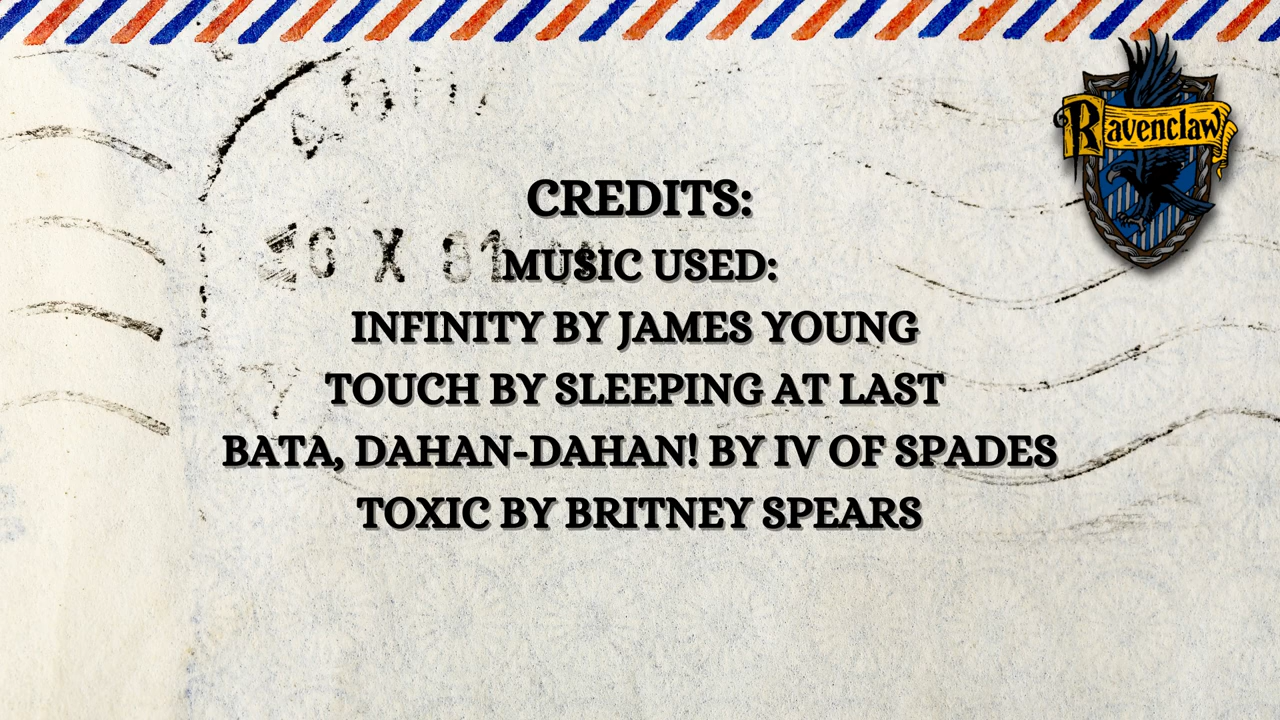 Ravenclaw
CREDITS:
MUSIC USED:
INFINITY BY JAMES YOUNG
TOUCH BY SLEEPING AT LAST
BATA, DAHAN-DAHAN! BY IV OF SPADES
TOXIC BY BRITNEY SPEARS